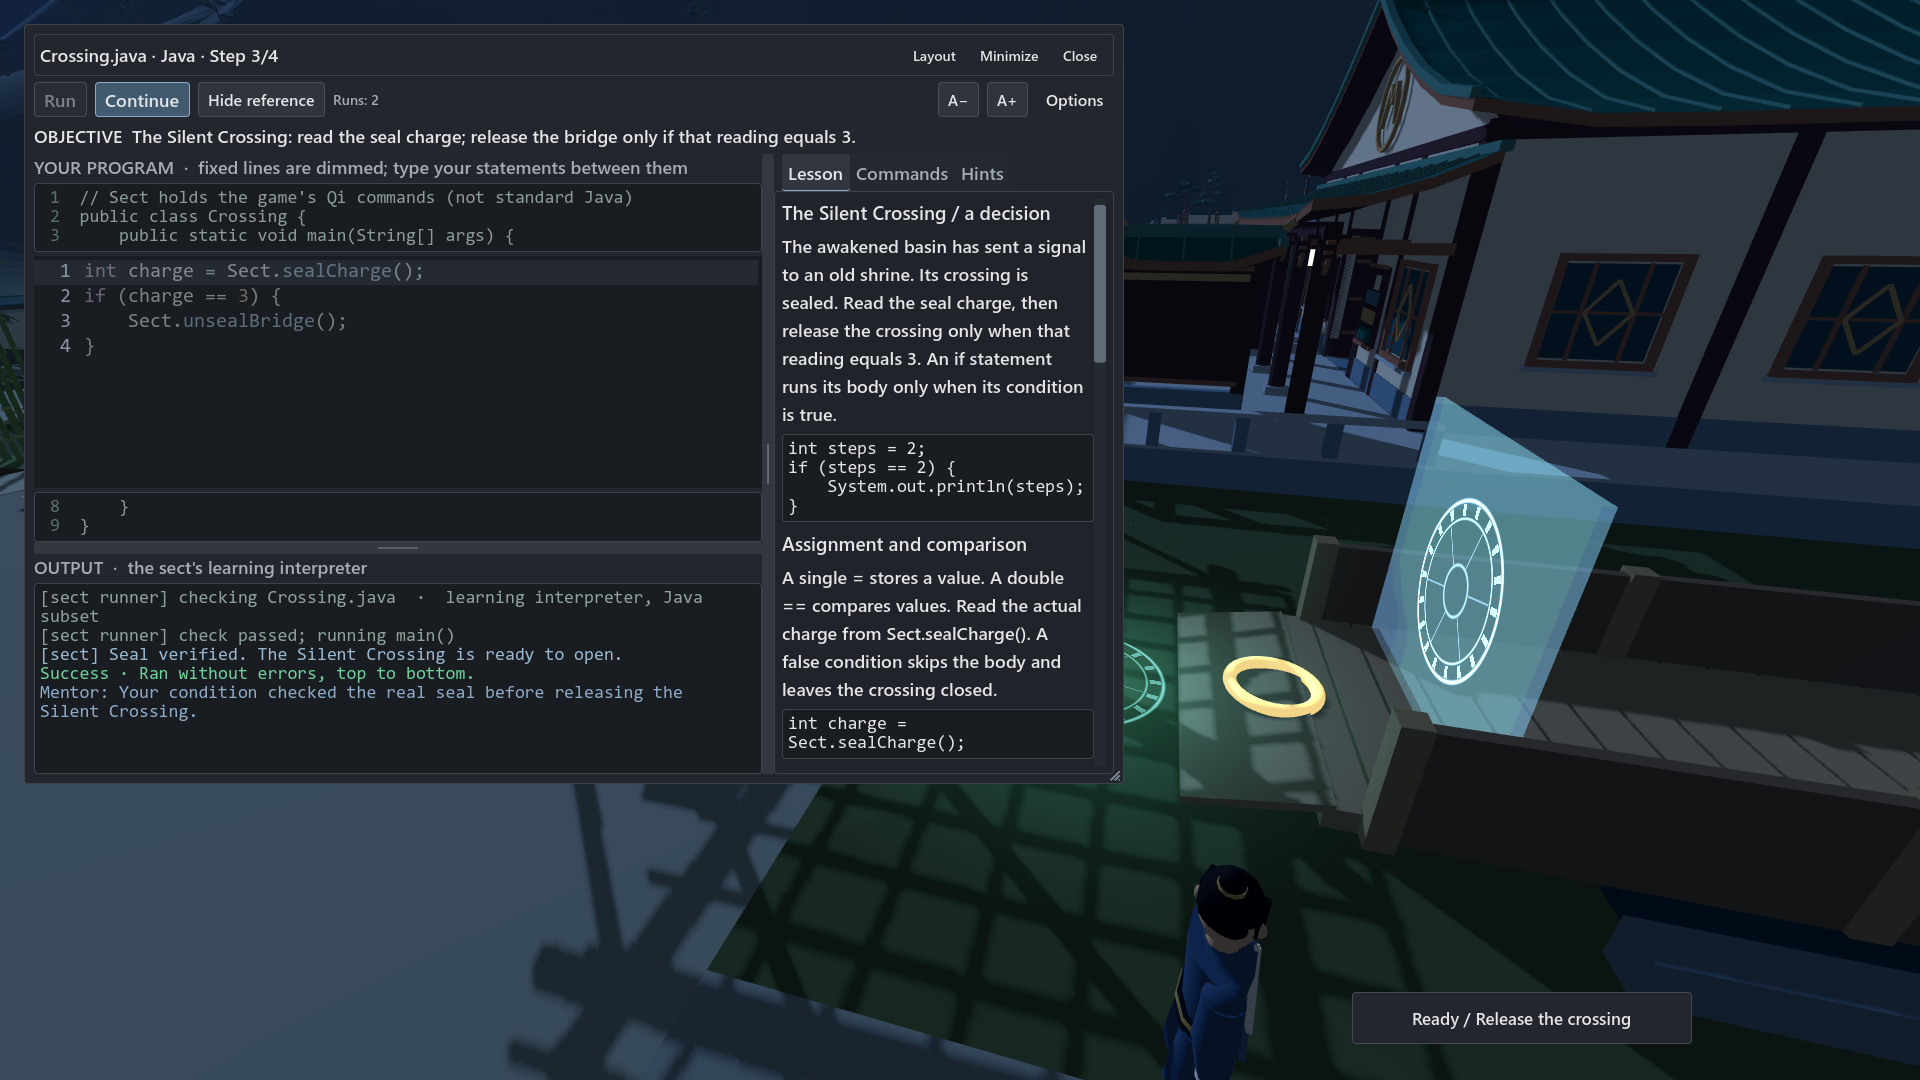 Crossing.java · Java · Step 3/4
Layout Minimize Close
Run Continue Hide reference Runs: 2
A− A+ Options
OBJECTIVE The Silent Crossing: read the seal charge; release the bridge only if that reading equals 3.
YOUR PROGRAM · fixed lines are dimmed; type your statements between them
1 // Sect holds the game's Qi commands (not standard Java)
2 public class Crossing {
3 public static void main(String[] args) {
1 int charge = Sect.sealCharge();
2 if (charge == 3) {
3 Sect.unsealBridge();
4 }
8 }
9 }
OUTPUT · the sect's learning interpreter
[sect runner] checking Crossing.java · learning interpreter, Java
subset
[sect runner] check passed; running main()
[sect] Seal verified. The Silent Crossing is ready to open.
Success · Ran without errors, top to bottom.
Mentor: Your condition checked the real seal before releasing the
Silent Crossing.
Lesson Commands Hints
The Silent Crossing / a decision
The awakened basin has sent a signal
to an old shrine. Its crossing is
sealed. Read the seal charge, then
release the crossing only when that
reading equals 3. An if statement
runs its body only when its condition
is true.
int steps = 2;
if (steps == 2) {
System.out.println(steps);
}
Assignment and comparison
A single = stores a value. A double
== compares values. Read the actual
charge from Sect.sealCharge(). A
false condition skips the body and
leaves the crossing closed.
int charge =
Sect.sealCharge();
Ready / Release the crossing